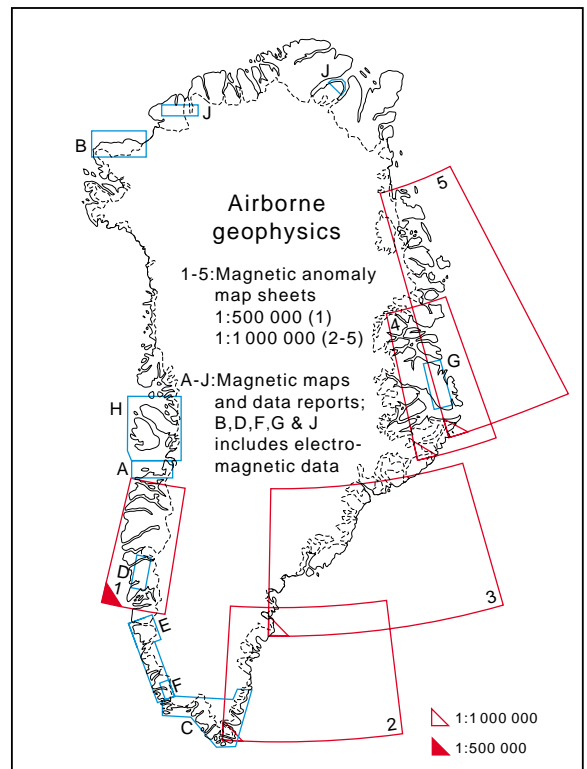 J
J
B
5
Airborne
geophysics
1-5:Magnetic anomaly
map sheets
1:500 000 (1)
1:1 000 000 (2-5)
4
G
A-J:Magnetic maps
and data reports;
B,D,F,G & J
includes electro-
magnetic data
H
A
D
1
3
E
F
C
2
1:1 000 000
1:500 000